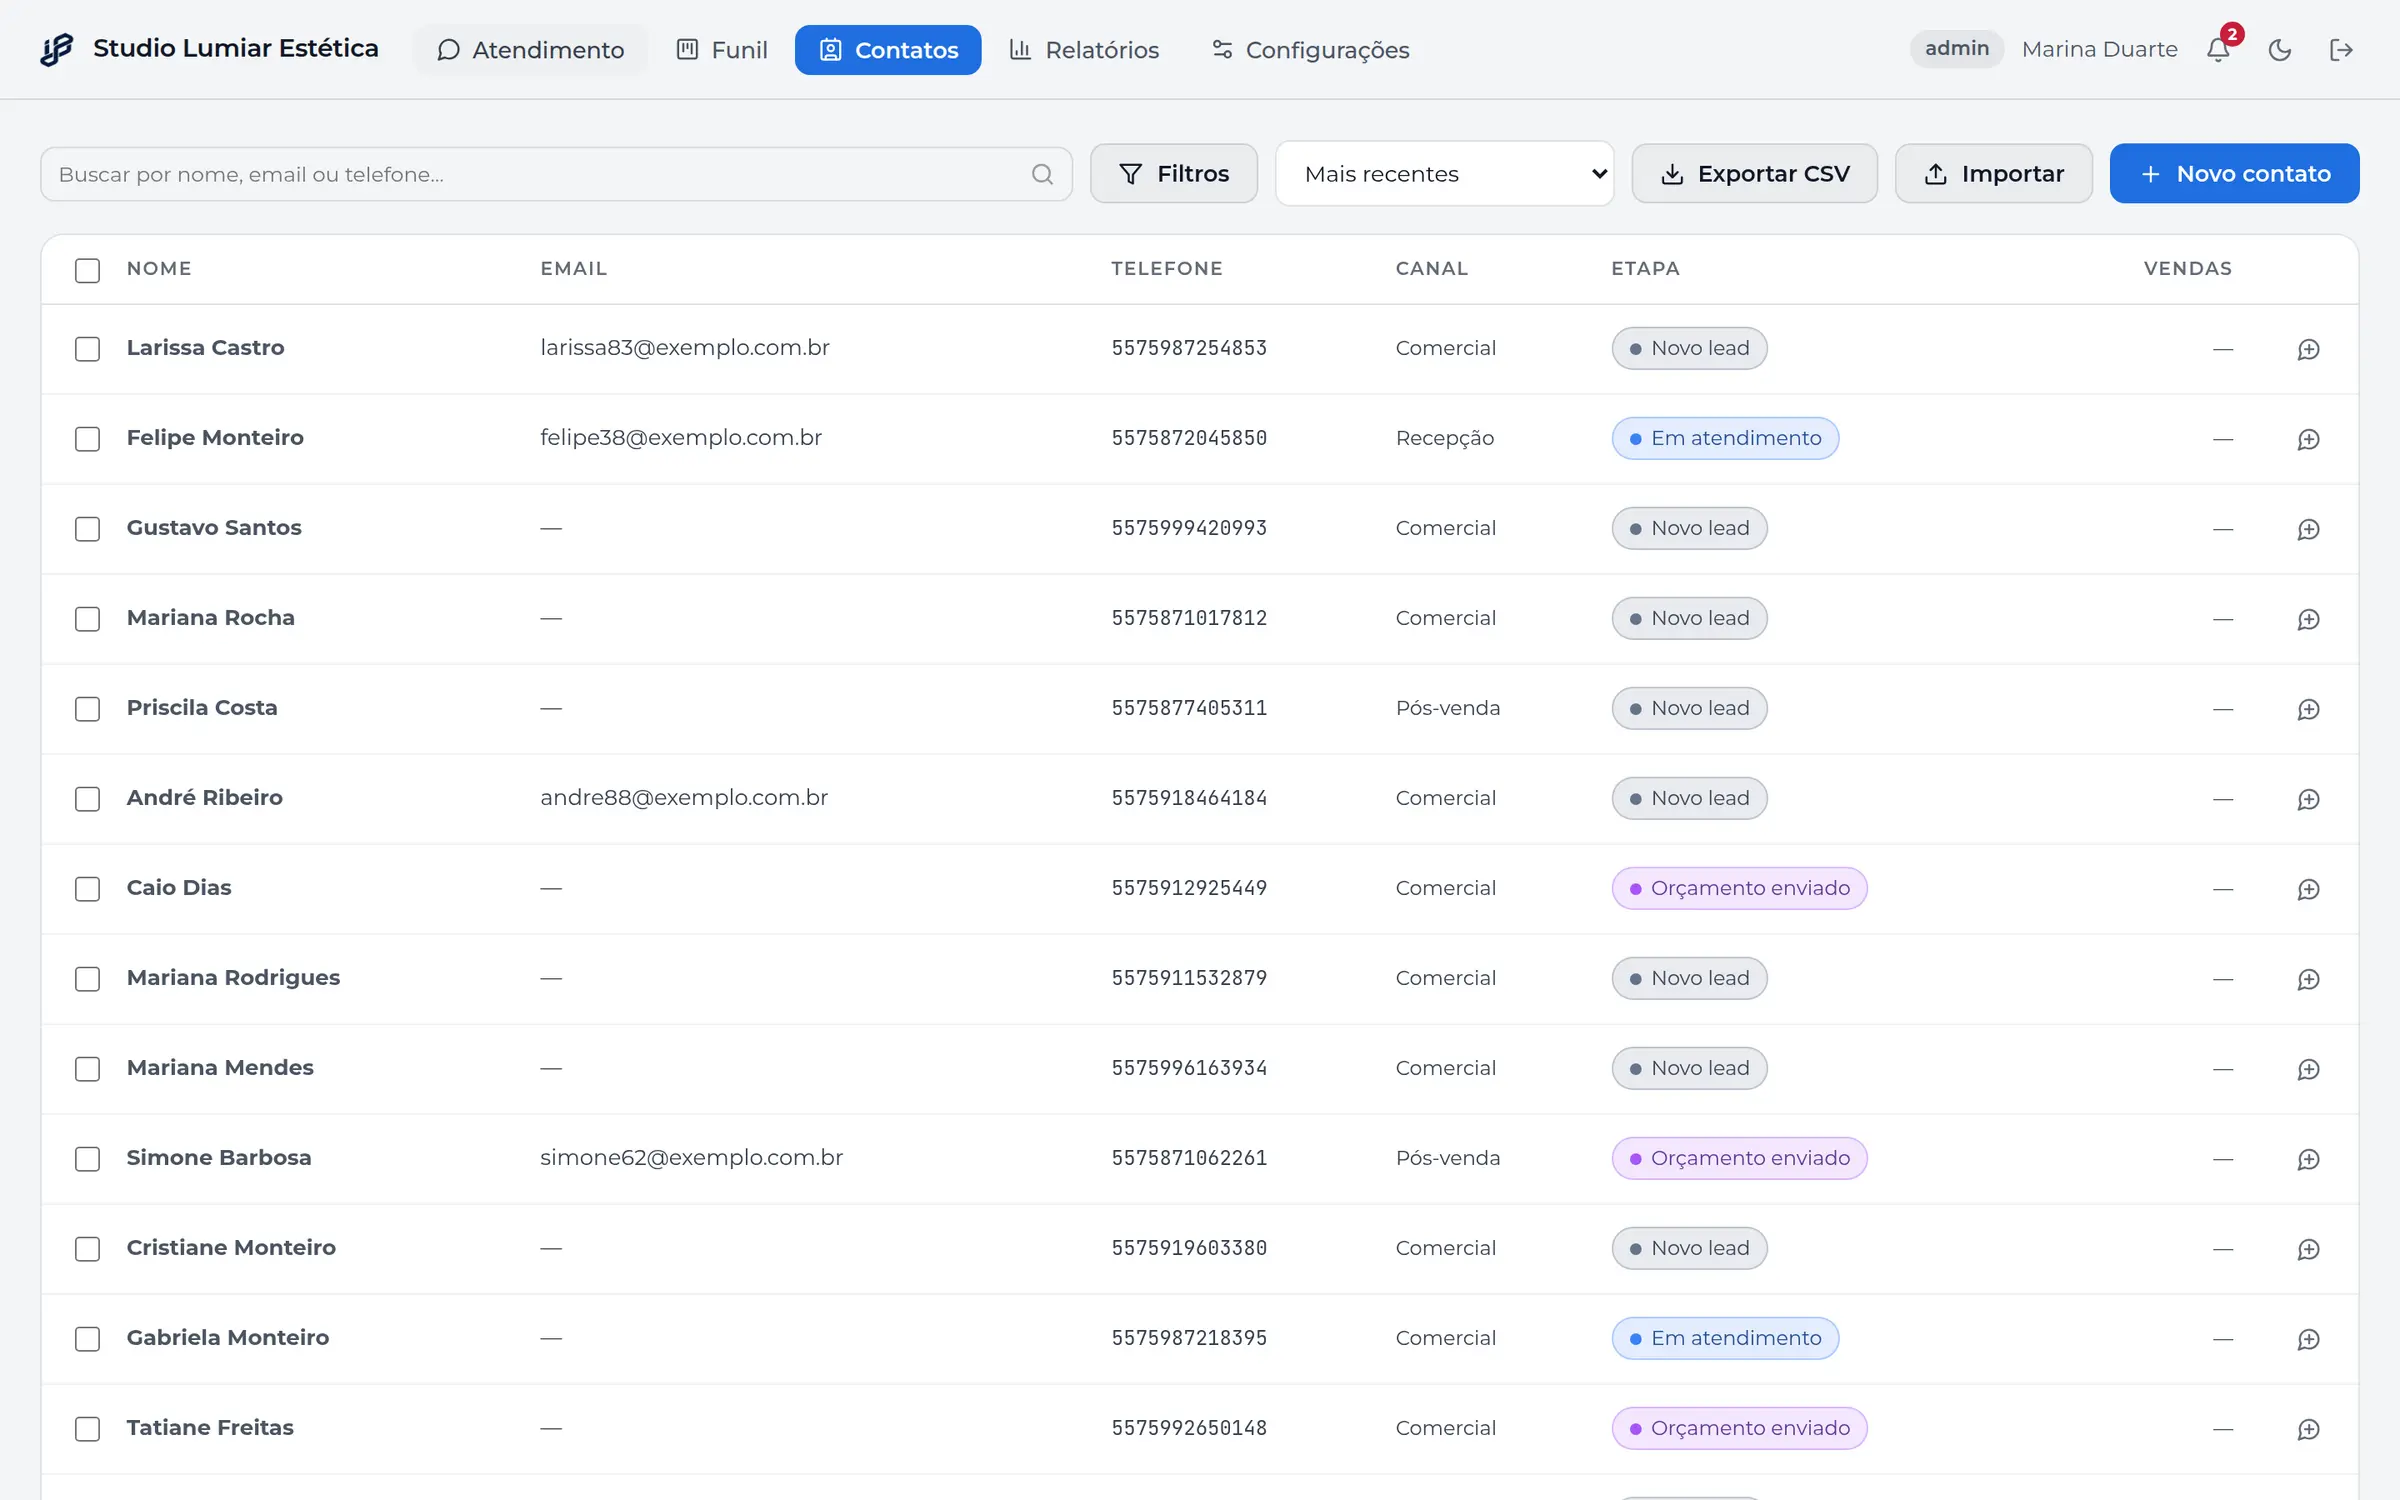 Studio Lumiar Estética Atendimento Funil Contatos Relatórios Configurações admin Marina Duarte 2
Buscar por nome, email ou telefone... Filtros Mais recentes Exportar CSV Importar + Novo contato
NOME EMAIL TELEFONE CANAL ETAPA VENDAS
Larissa Castro larissa83@exemplo.com.br 5575987254853 Comercial Novo lead —
Felipe Monteiro felipe38@exemplo.com.br 5575872045850 Recepção Em atendimento —
Gustavo Santos — 5575999420993 Comercial Novo lead —
Mariana Rocha — 5575871017812 Comercial Novo lead —
Priscila Costa — 5575877405311 Pós-venda Novo lead —
André Ribeiro andre88@exemplo.com.br 5575918464184 Comercial Novo lead —
Caio Dias — 5575912925449 Comercial Orçamento enviado —
Mariana Rodrigues — 5575911532879 Comercial Novo lead —
Mariana Mendes — 5575996163934 Comercial Novo lead —
Simone Barbosa simone62@exemplo.com.br 5575871062261 Pós-venda Orçamento enviado —
Cristiane Monteiro — 5575919603380 Comercial Novo lead —
Gabriela Monteiro — 5575987218395 Comercial Em atendimento —
Tatiane Freitas — 5575992650148 Comercial Orçamento enviado —